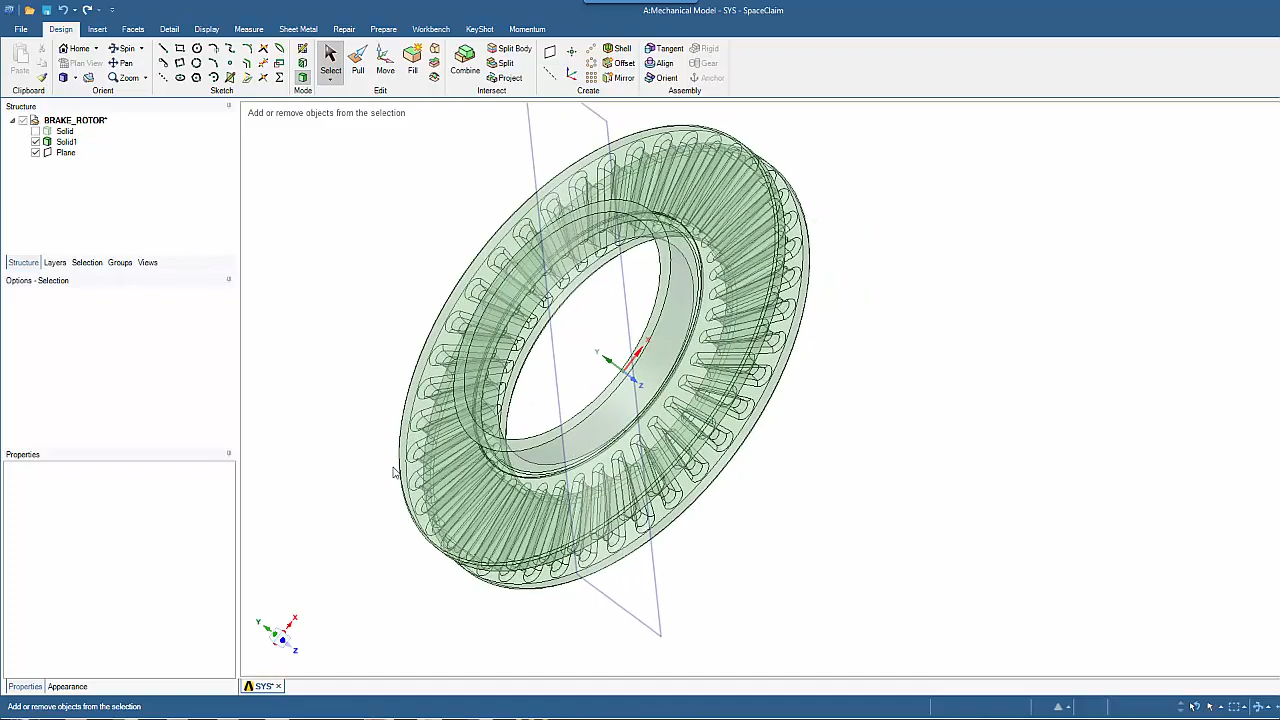 A:Mechanical Model - SYS - SpaceClaim
File Design Insert Facets Detail Display Measure Sheet Metal Repair Prepare Workbench KeyShot Momentum
Paste
Home Spin
Plan View Pan
Zoom
Select Pull Move Fill
Combine
Split Body
Split
Project
Shell
Offset
Mirror
Tangent Rigid
Align Gear
Orient Anchor
Clipboard Orient Sketch Mode Edit Intersect Create Assembly
Structure
BRAKE_ROTOR*
Solid
Solid1
Plane
Structure Layers Selection Groups Views
Options - Selection
Properties
Properties Appearance
Add or remove objects from the selection
X
Y
Z
X
Y
Z
SYS*
Add or remove objects from the selection